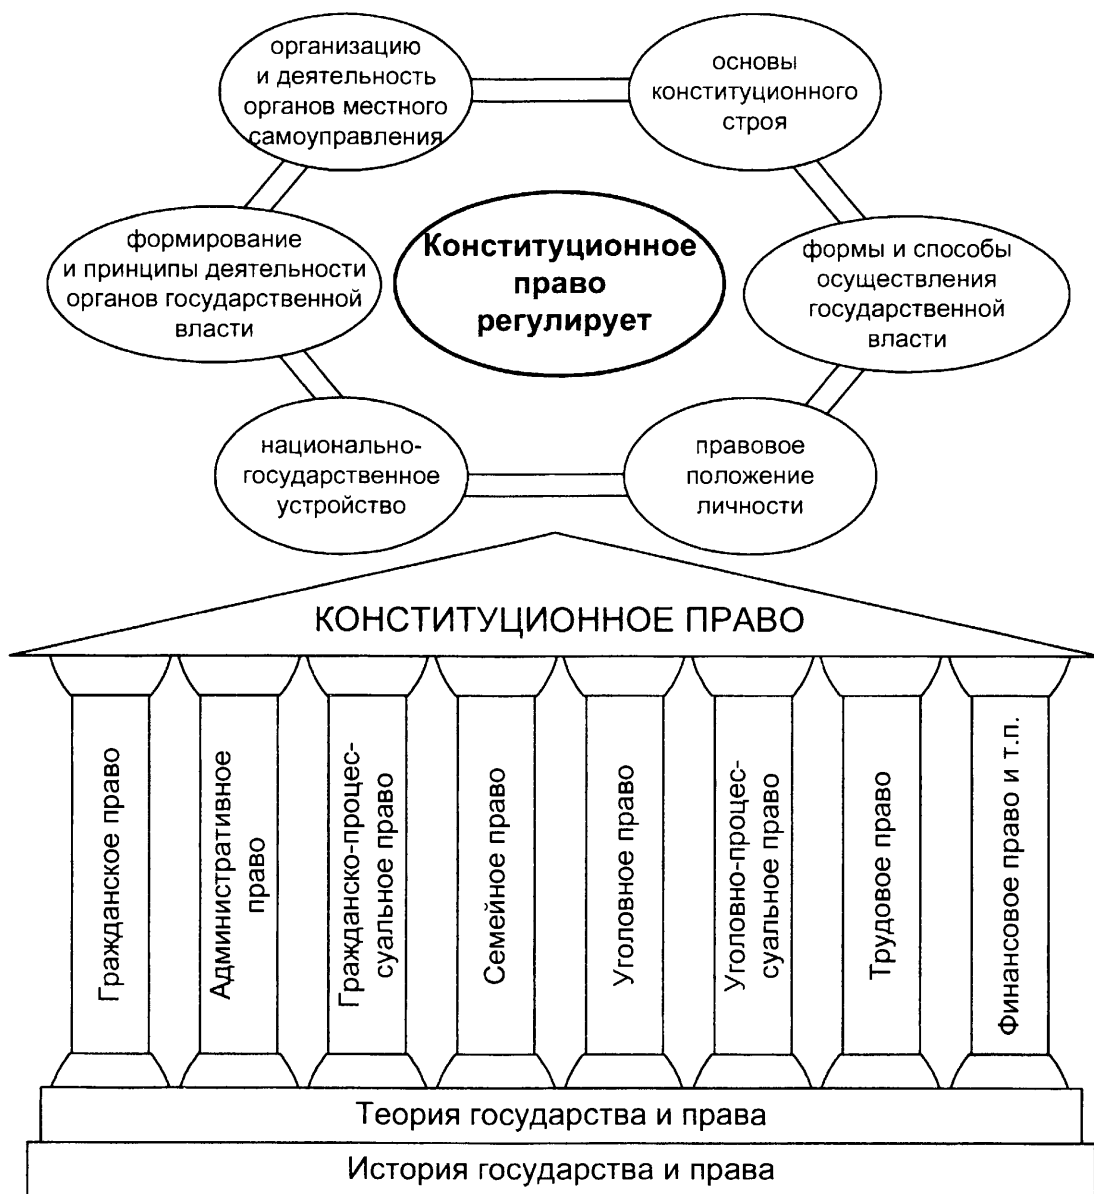 организацию
и деятельность
органов местного
самоуправления
основы
конституционного
строя
формирование
и принципы деятельности
органов государственной
власти
Конституционное
право
регулирует
формы и способы
осуществления
государственной
власти
национально-
государственное
устройство
правовое
положение
личности
КОНСТИТУЦИОННОЕ ПРАВО
Гражданское право
Административное
право
Гражданско-процес-
суальное право
Семейное право
Уголовное право
Уголовно-процес-
суальное право
Трудовое право
Финансовое право и т.п.
Теория государства и права
История государства и права